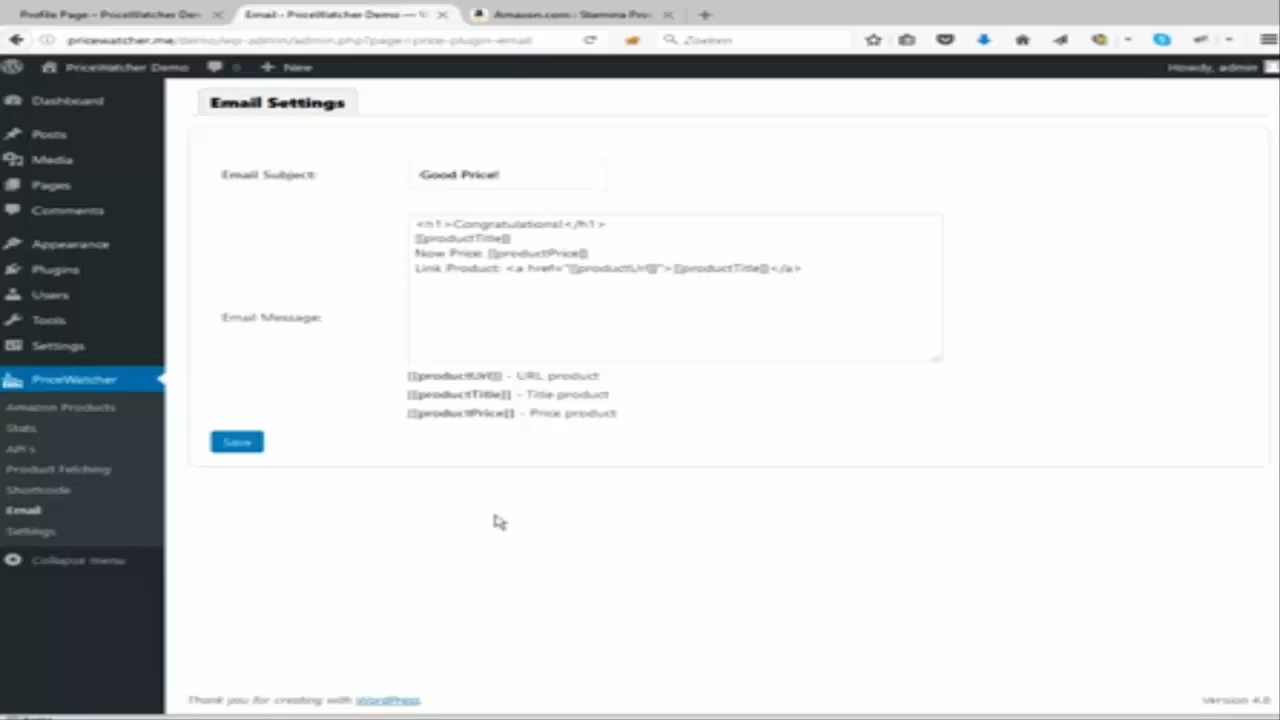 Profile Page - PriceWatcher De
Email - PriceWatcher Demo —
Amazon.com : Stamina Pro
pricewatcher.me/demo/wp-admin/admin.php?page=price-plugin-email
Zoeken
PriceWatcher Demo
0
New
Howdy, admin
Dashboard
Posts
Media
Pages
Comments
Appearance
Plugins
Users
Tools
Settings
PriceWatcher
Amazon Products
Stats
API's
Product Fetching
Shortcode
Email
Settings
Collapse menu
Email Settings
Email Subject:
Good Price!
Email Message:
<h1>Congratulations!</h1>
[[productTitle]]
Now Price: [[productPrice]]
Link Product: <a href="[[productUrl]]">[[productTitle]]</a>
[[productUrl]] - URL product
[[productTitle]] - Title product
[[productPrice]] - Price product
Save
Thank you for creating with WordPress.
Version 4.8